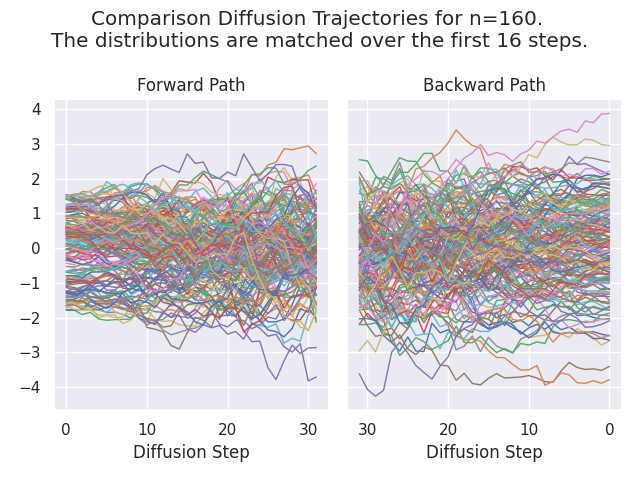 Comparison Diffusion Trajectories for n=160.
The distributions are matched over the first 16 steps.
Forward Path
Backward Path
4
3
2
1
0
−1
−2
−3
−4
0 10 20 30
30 20 10 0
Diffusion Step
Diffusion Step